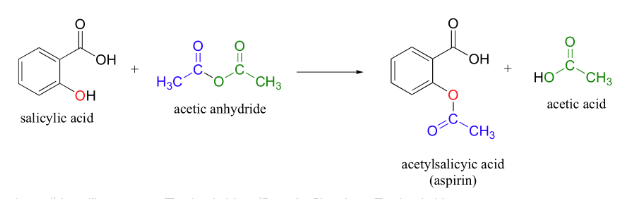 O
OH
OH
salicylic acid
+
O
O
H₃C
O
CH₃
acetic anhydride
O
OH
O
O
CH₃
acetylsalicyic acid
(aspirin)
+
O
HO
CH₃
acetic acid